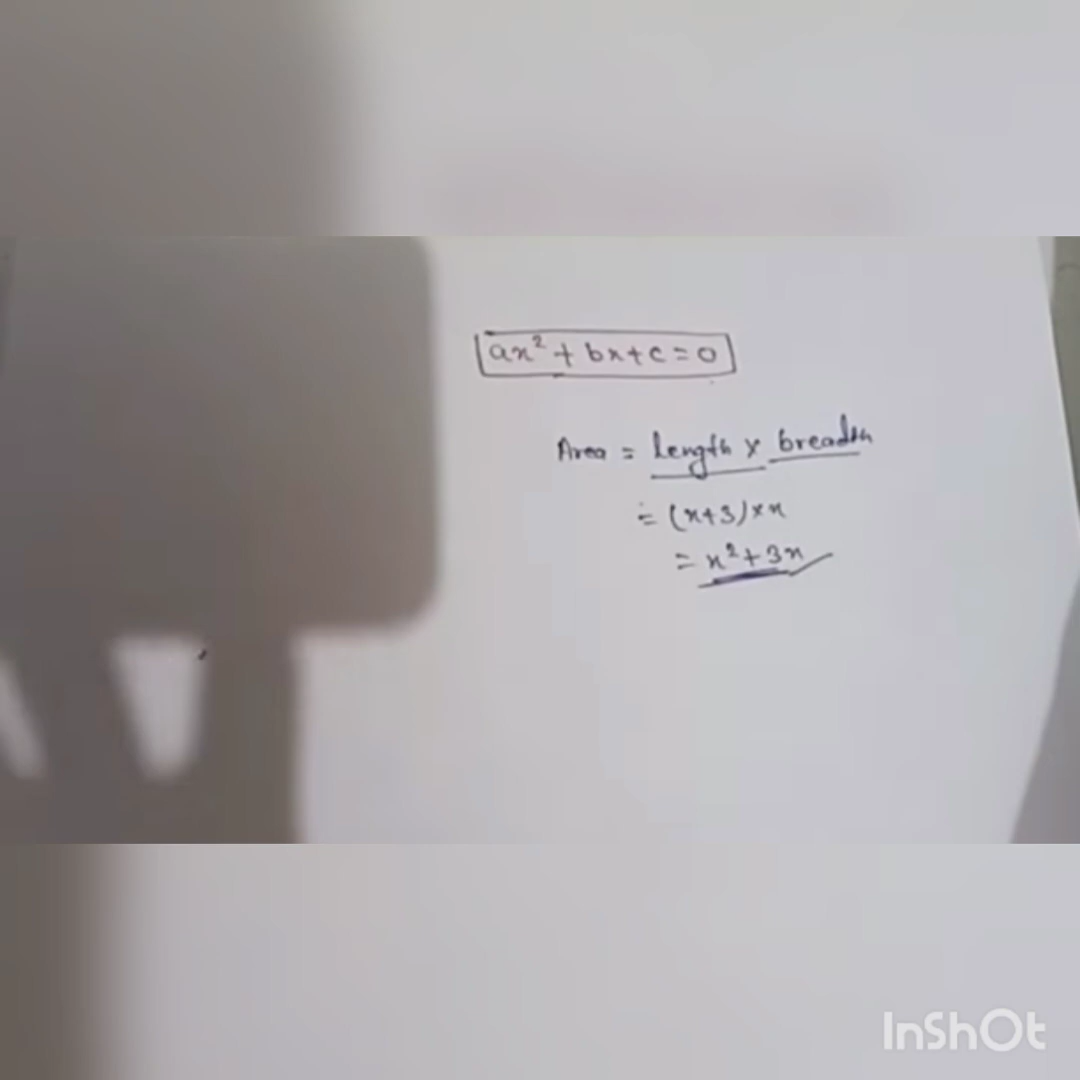 ax² + bx + c = 0
Area = length x breadth
= (x+3) x x
= x² + 3x
InShOt